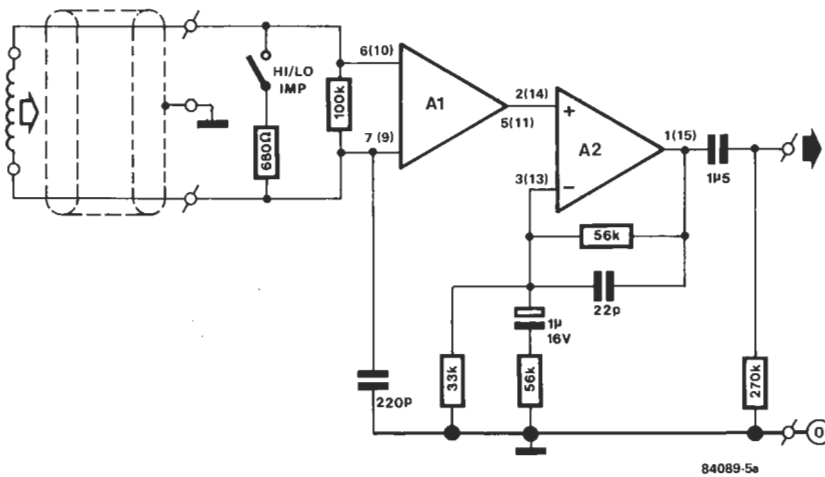 HI/LO
IMP
680Ω
100k
6(10)
7 (9)
A1
2(14)
5(11)
+
A2
3(13)
−
1(15)
1µ5
56k
22p
1µ
16V
33k
56k
220P
270k
0
84089-5a